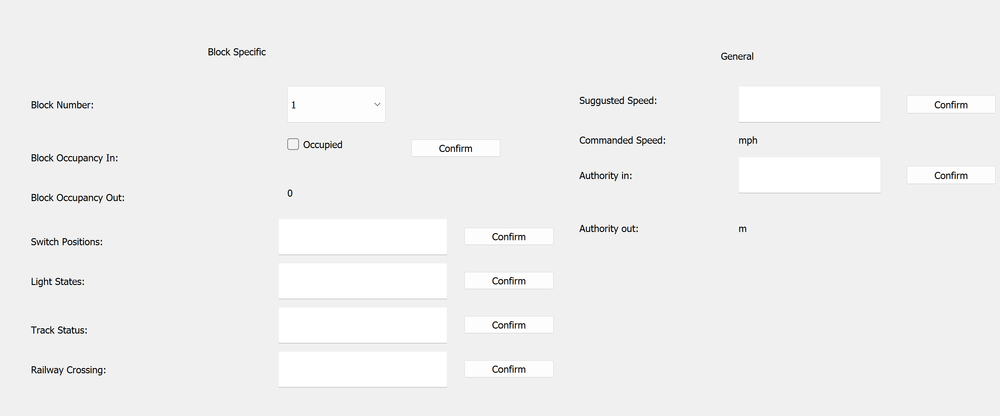 Block Specific
General
Block Number:
1
Suggusted Speed:
Confirm
Block Occupancy In:
Occupied
Confirm
Commanded Speed:
mph
Authority in:
Confirm
Block Occupancy Out:
0
Authority out:
m
Switch Positions:
Confirm
Light States:
Confirm
Track Status:
Confirm
Railway Crossing:
Confirm